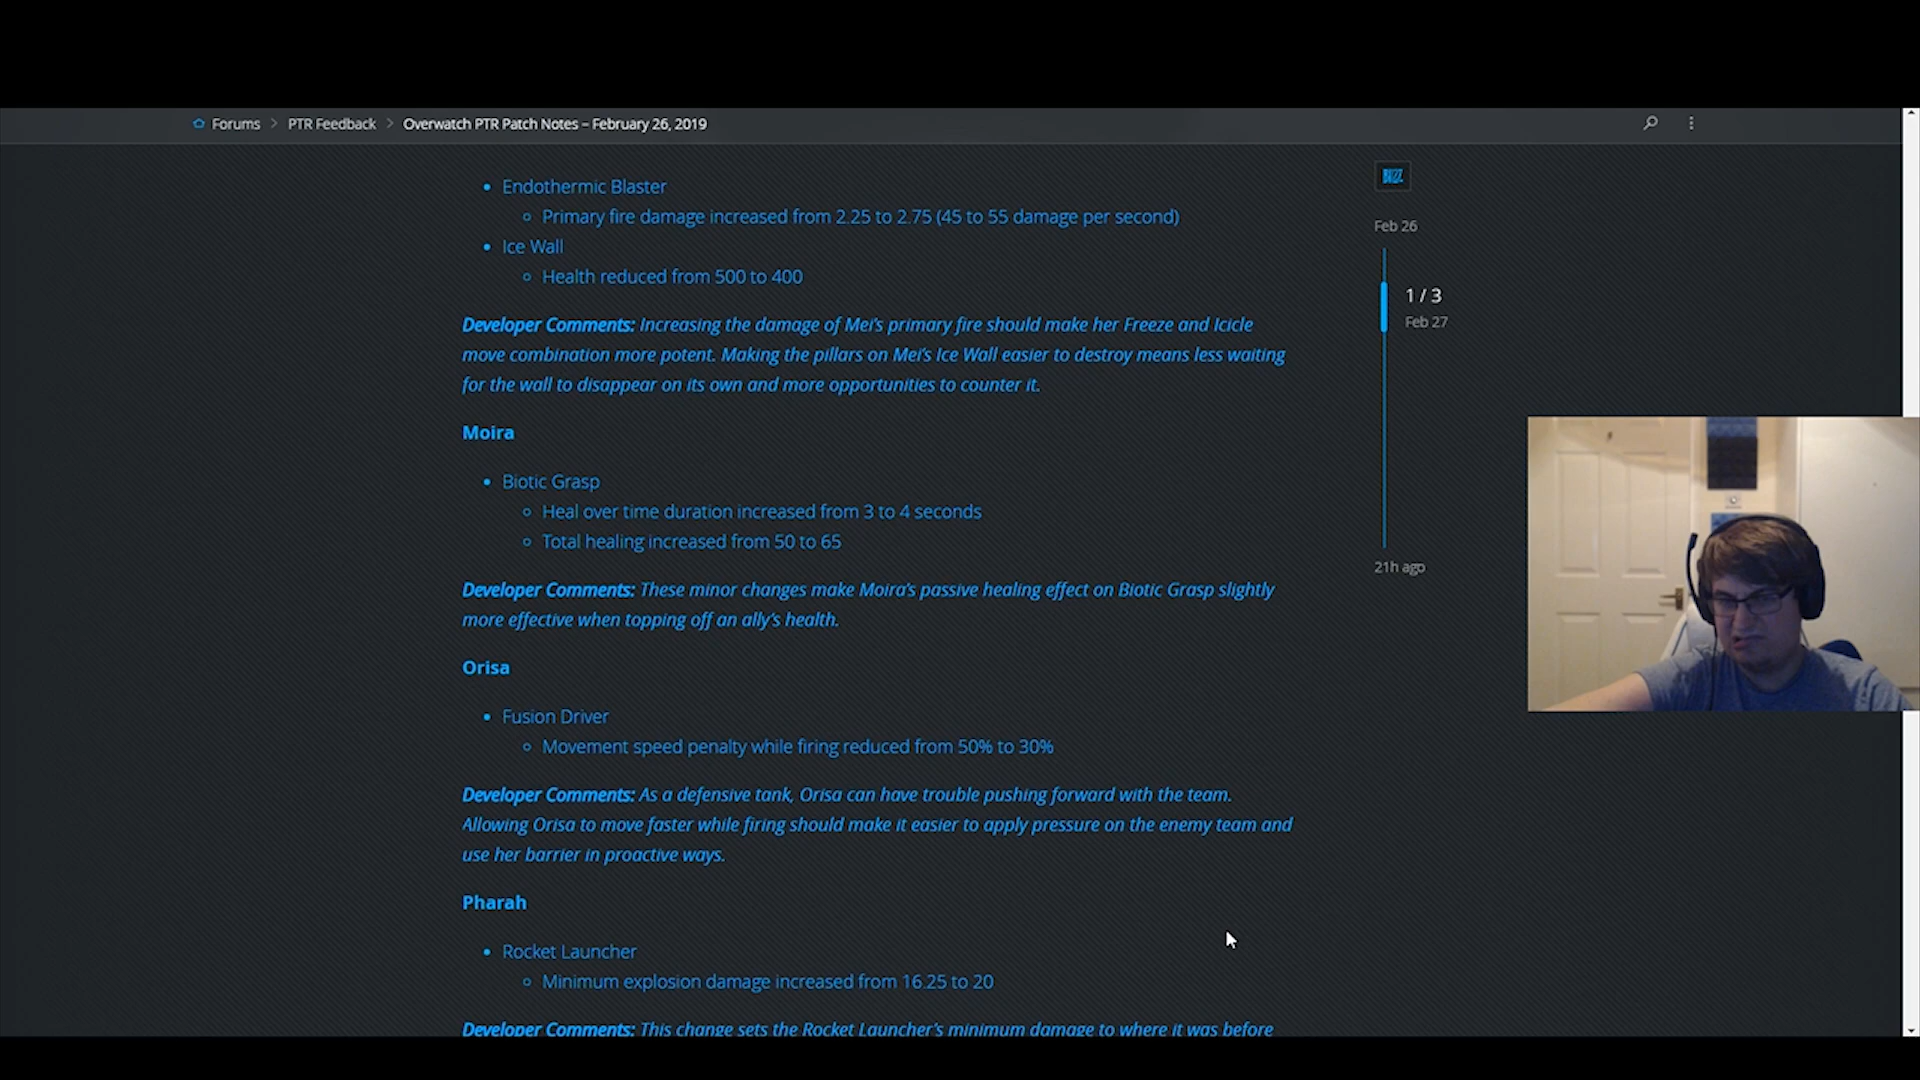 Forums > PTR Feedback > Overwatch PTR Patch Notes – February 26, 2019
Endothermic Blaster
Primary fire damage increased from 2.25 to 2.75 (45 to 55 damage per second)
Ice Wall
Health reduced from 500 to 400
Developer Comments: Increasing the damage of Mei’s primary fire should make her Freeze and Icicle
move combination more potent. Making the pillars on Mei’s Ice Wall easier to destroy means less waiting
for the wall to disappear on its own and more opportunities to counter it.
Moira
Biotic Grasp
Heal over time duration increased from 3 to 4 seconds
Total healing increased from 50 to 65
Developer Comments: These minor changes make Moira’s passive healing effect on Biotic Grasp slightly
more effective when topping off an ally’s health.
Orisa
Fusion Driver
Movement speed penalty while firing reduced from 50% to 30%
Developer Comments: As a defensive tank, Orisa can have trouble pushing forward with the team.
Allowing Orisa to move faster while firing should make it easier to apply pressure on the enemy team and
use her barrier in proactive ways.
Pharah
Rocket Launcher
Minimum explosion damage increased from 16.25 to 20
Developer Comments: This change sets the Rocket Launcher’s minimum damage to where it was before
BLIZZ
Feb 26
1 / 3
Feb 27
21h ago